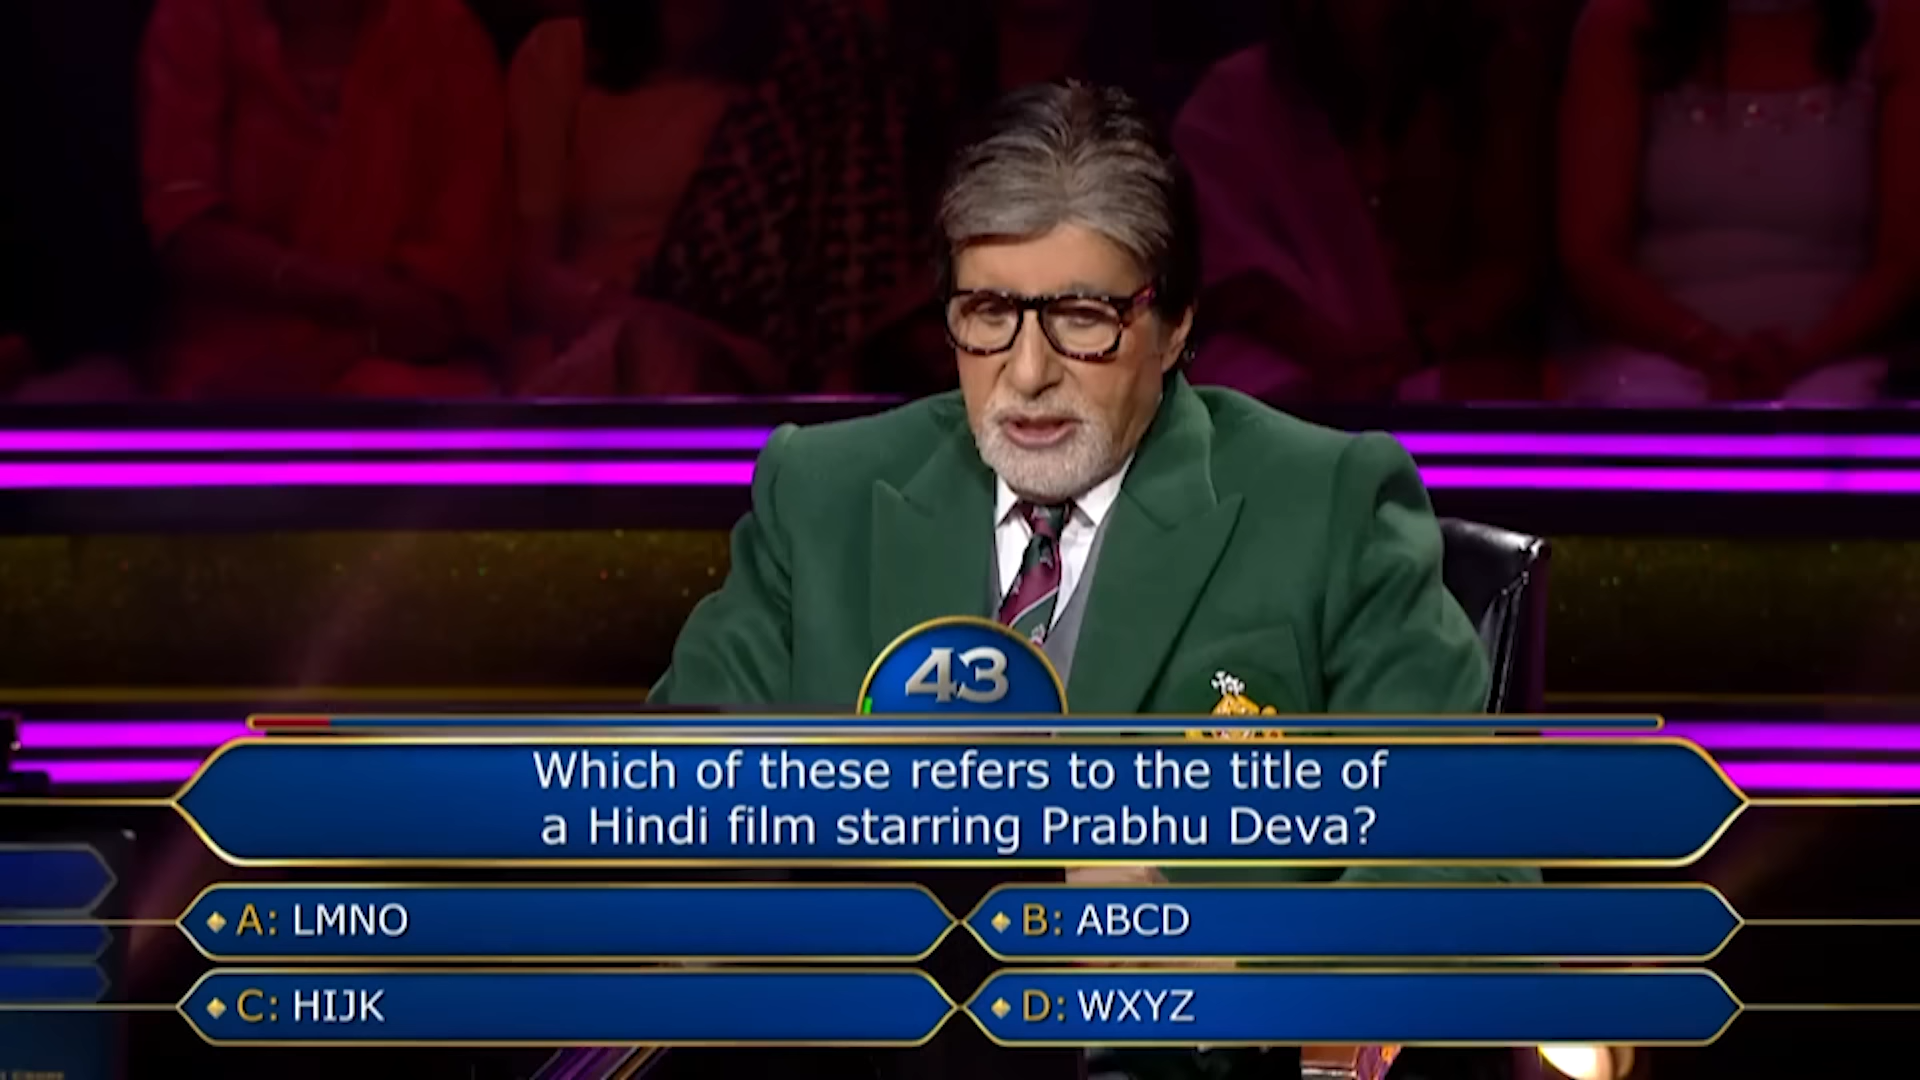 43
Which of these refers to the title of
a Hindi film starring Prabhu Deva?
A: LMNO
B: ABCD
C: HIJK
D: WXYZ